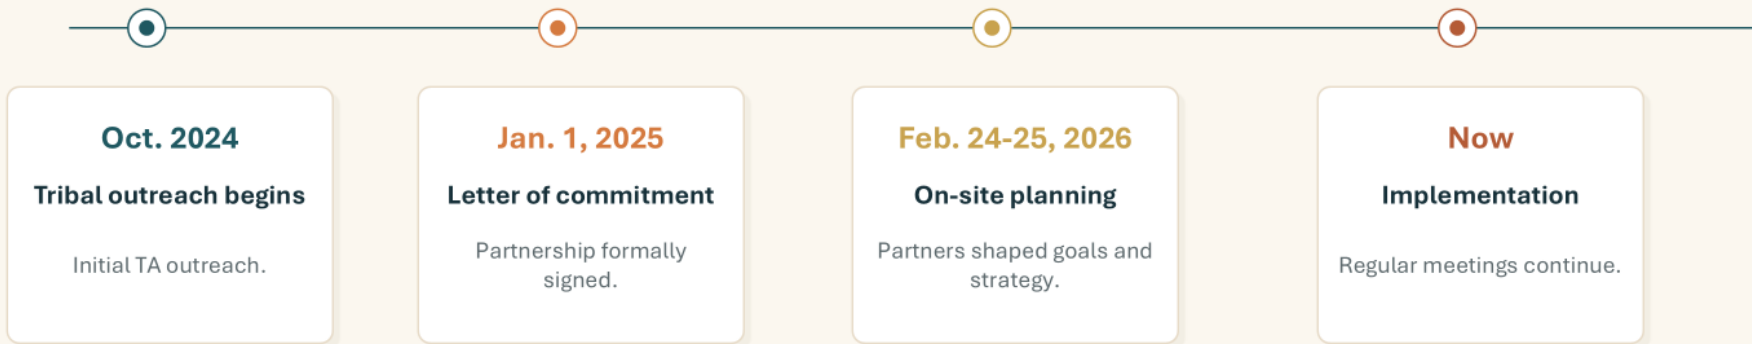 Oct. 2024
Tribal outreach begins
Initial TA outreach.
Jan. 1, 2025
Letter of commitment
Partnership formally
signed.
Feb. 24-25, 2026
On-site planning
Partners shaped goals and
strategy.
Now
Implementation
Regular meetings continue.